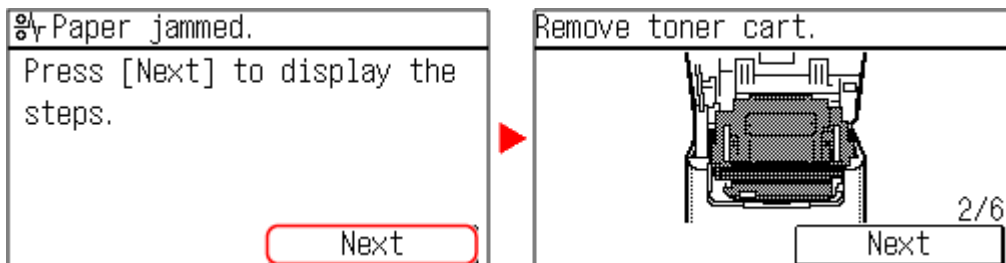 Paper jammed.
Press [Next] to display the
steps.
Next
Remove toner cart.
2/6
Next